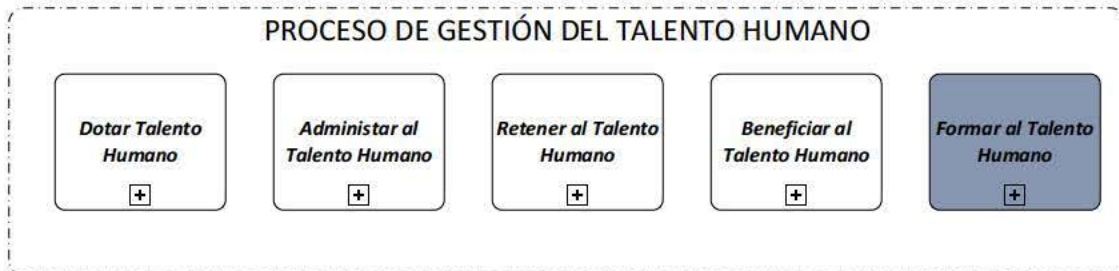 PROCESO DE GESTIÓN DEL TALENTO HUMANO
Dotar Talento
Humano
Administar al
Talento Humano
Retener al Talento
Humano
Beneficiar al
Talento Humano
Formar al Talento
Humano